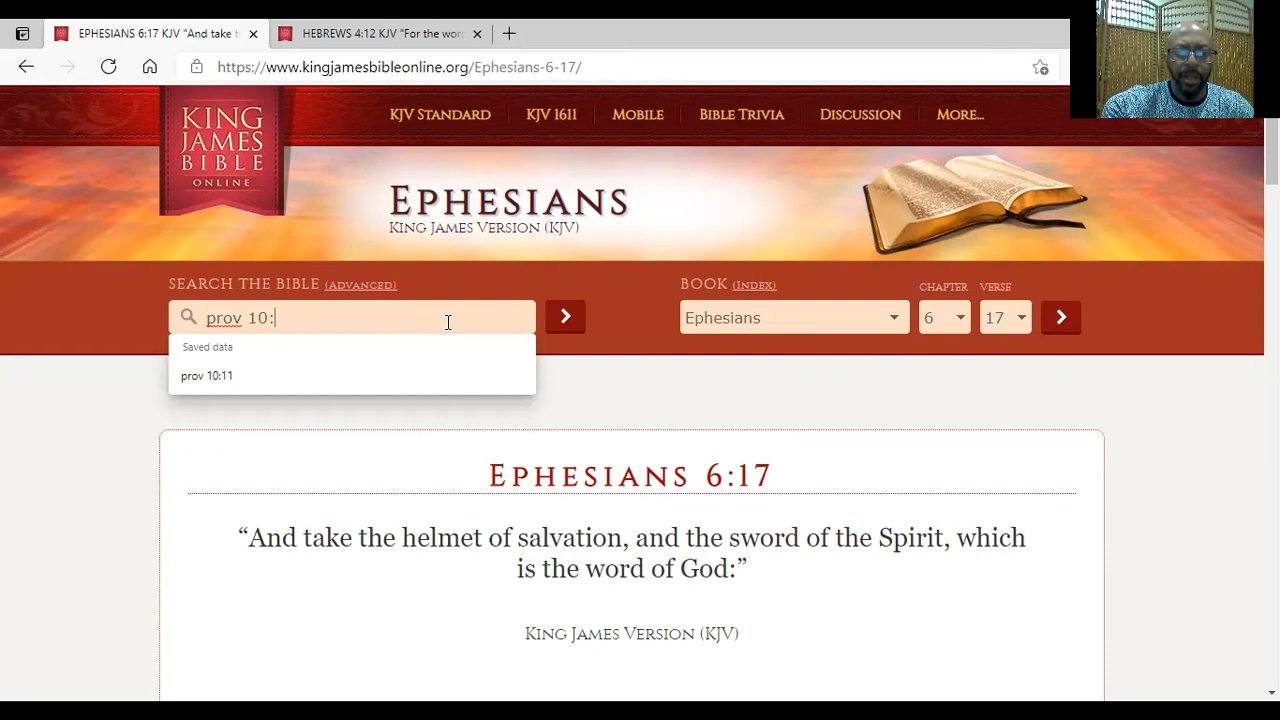 EPHESIANS 6:17 KJV "And take t
HEBREWS 4:12 KJV "For the wor
https://www.kingjamesbibleonline.org/Ephesians-6-17/
KING
JAMES
BIBLE
ONLINE
KJV STANDARD
KJV 1611
MOBILE
BIBLE TRIVIA
DISCUSSION
MORE...
EPHESIANS
KING JAMES VERSION (KJV)
SEARCH THE BIBLE (ADVANCED)
BOOK (INDEX)
CHAPTER
VERSE
prov 10:
Ephesians
6
17
Saved data
prov 10:11
EPHESIANS 6:17
“And take the helmet of salvation, and the sword of the Spirit, which
is the word of God:”
KING JAMES VERSION (KJV)